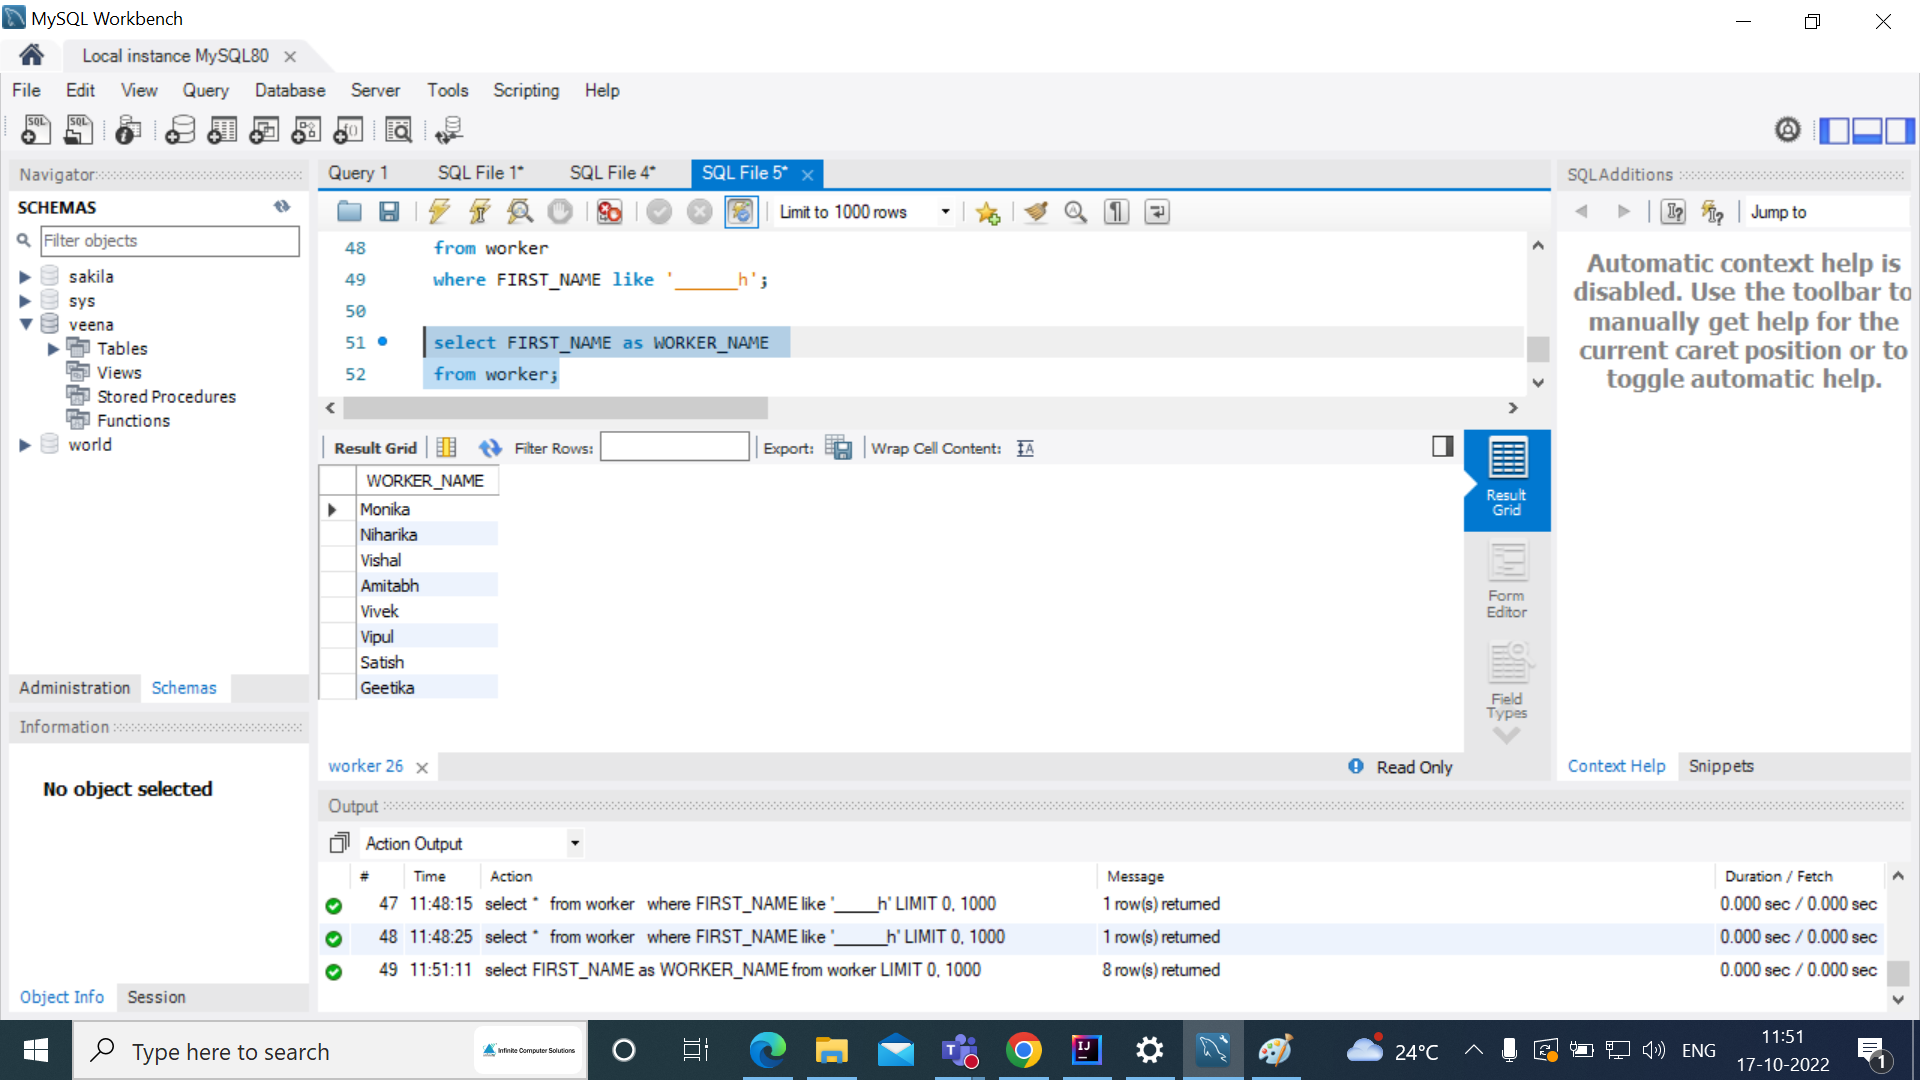 MySQL Workbench
Local instance MySQL80
File Edit View Query Database Server Tools Scripting Help
Navigator
SCHEMAS
Filter objects
sakila
sys
veena
Tables
Views
Stored Procedures
Functions
world
Administration Schemas
Information
No object selected
Object Info Session
Query 1 SQL File 1* SQL File 4* SQL File 5*
Limit to 1000 rows
48 from worker
49 where FIRST_NAME like '______h';
50
51 select FIRST_NAME as WORKER_NAME
52 from worker;
Result Grid Filter Rows: Export: Wrap Cell Content:
WORKER_NAME
Monika
Niharika
Vishal
Amitabh
Vivek
Vipul
Satish
Geetika
Result Grid
Form Editor
Field Types
worker 26
Read Only
SQLAdditions
Jump to
Automatic context help is
disabled. Use the toolbar to
manually get help for the
current caret position or to
toggle automatic help.
Context Help Snippets
Output
Action Output
# Time Action Message Duration / Fetch
47 11:48:15 select * from worker where FIRST_NAME like '_____h' LIMIT 0, 1000 1 row(s) returned 0.000 sec / 0.000 sec
48 11:48:25 select * from worker where FIRST_NAME like '______h' LIMIT 0, 1000 1 row(s) returned 0.000 sec / 0.000 sec
49 11:51:11 select FIRST_NAME as WORKER_NAME from worker LIMIT 0, 1000 8 row(s) returned 0.000 sec / 0.000 sec
Type here to search
Infinite Computer Solutions
24°C
ENG
11:51
17-10-2022
1